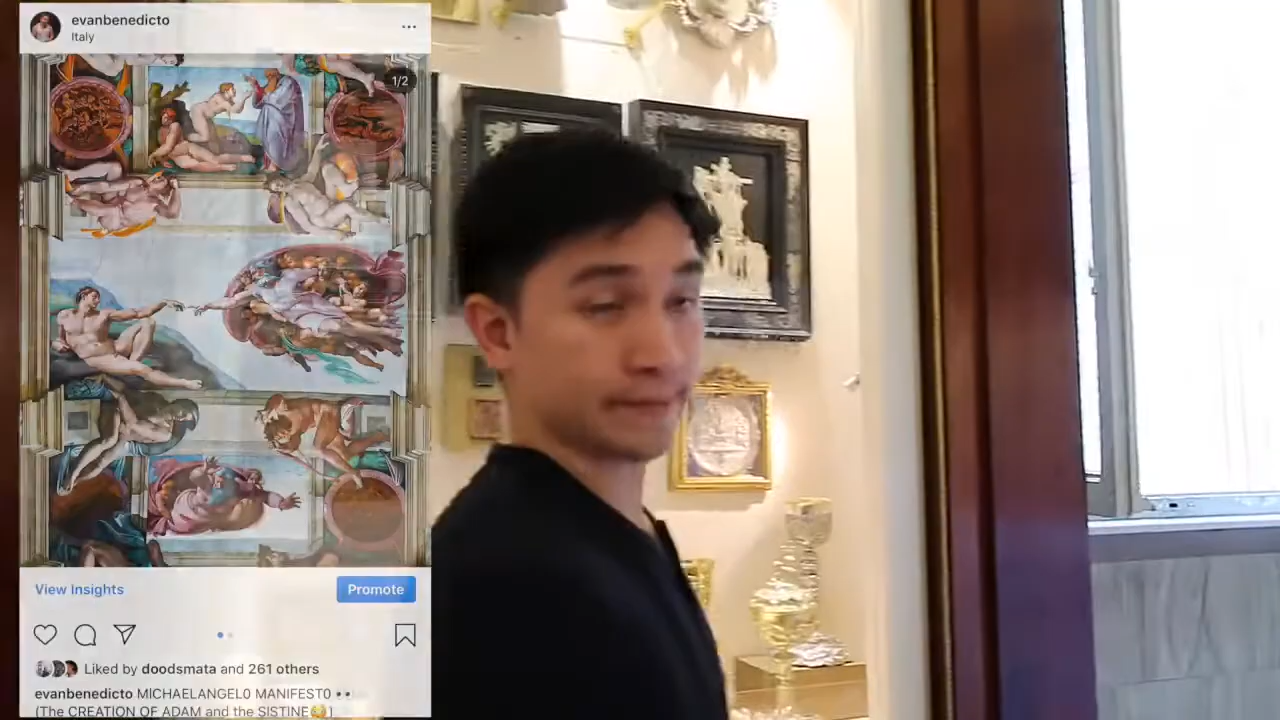 evanbenedicto
Italy
1/2
View Insights
Promote
Liked by doodsmata and 261 others
evanbenedicto MICHAELANGEL0 MANIFEST0 👀
(The CREATION OF ADAM and the SISTINE😳)